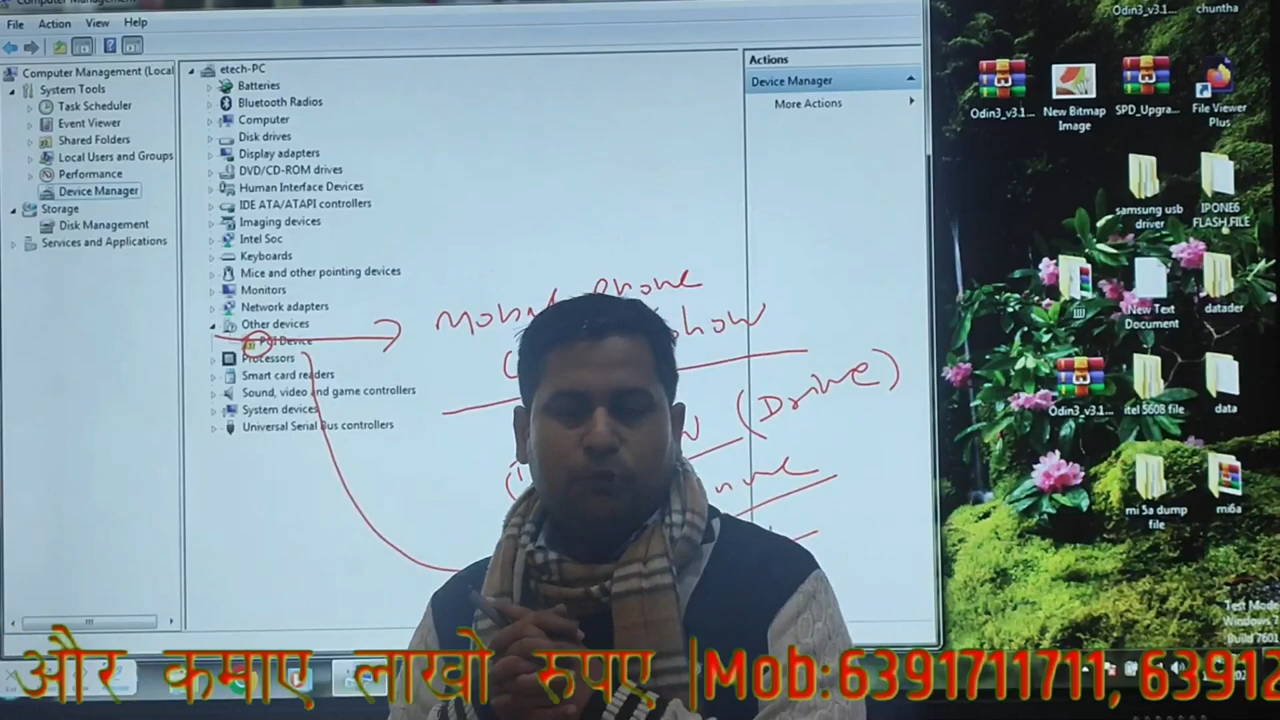 Computer Management
File Action View Help
Computer Management (Local
System Tools
Task Scheduler
Event Viewer
Shared Folders
Local Users and Groups
Performance
Device Manager
Storage
Disk Management
Services and Applications
etech-PC
Batteries
Bluetooth Radios
Computer
Disk drives
Display adapters
DVD/CD-ROM drives
Human Interface Devices
IDE ATA/ATAPI controllers
Imaging devices
Intel Soc
Keyboards
Mice and other pointing devices
Monitors
Network adapters
Other devices
PCI Device
Processors
Smart card readers
Sound, video and game controllers
System devices
Universal Serial Bus controllers
Actions
Device Manager
More Actions
Phone
show
(Drive)
Odin3_v3.1...
chuntha
Odin3_v3.1...
New Bitmap
Image
SPD_Upgra...
File Viewer
Plus
samsung usb
driver
IPONE6
FLASH,FILE
New Text
Document
datader
Odin3_v3.1...
itel 5608 file
data
mi 5a dump
file
mi6a
Test Mode
Windows 7
Build 7601
और कमाए लाखो रुपए |Mob:6391711711, 63912